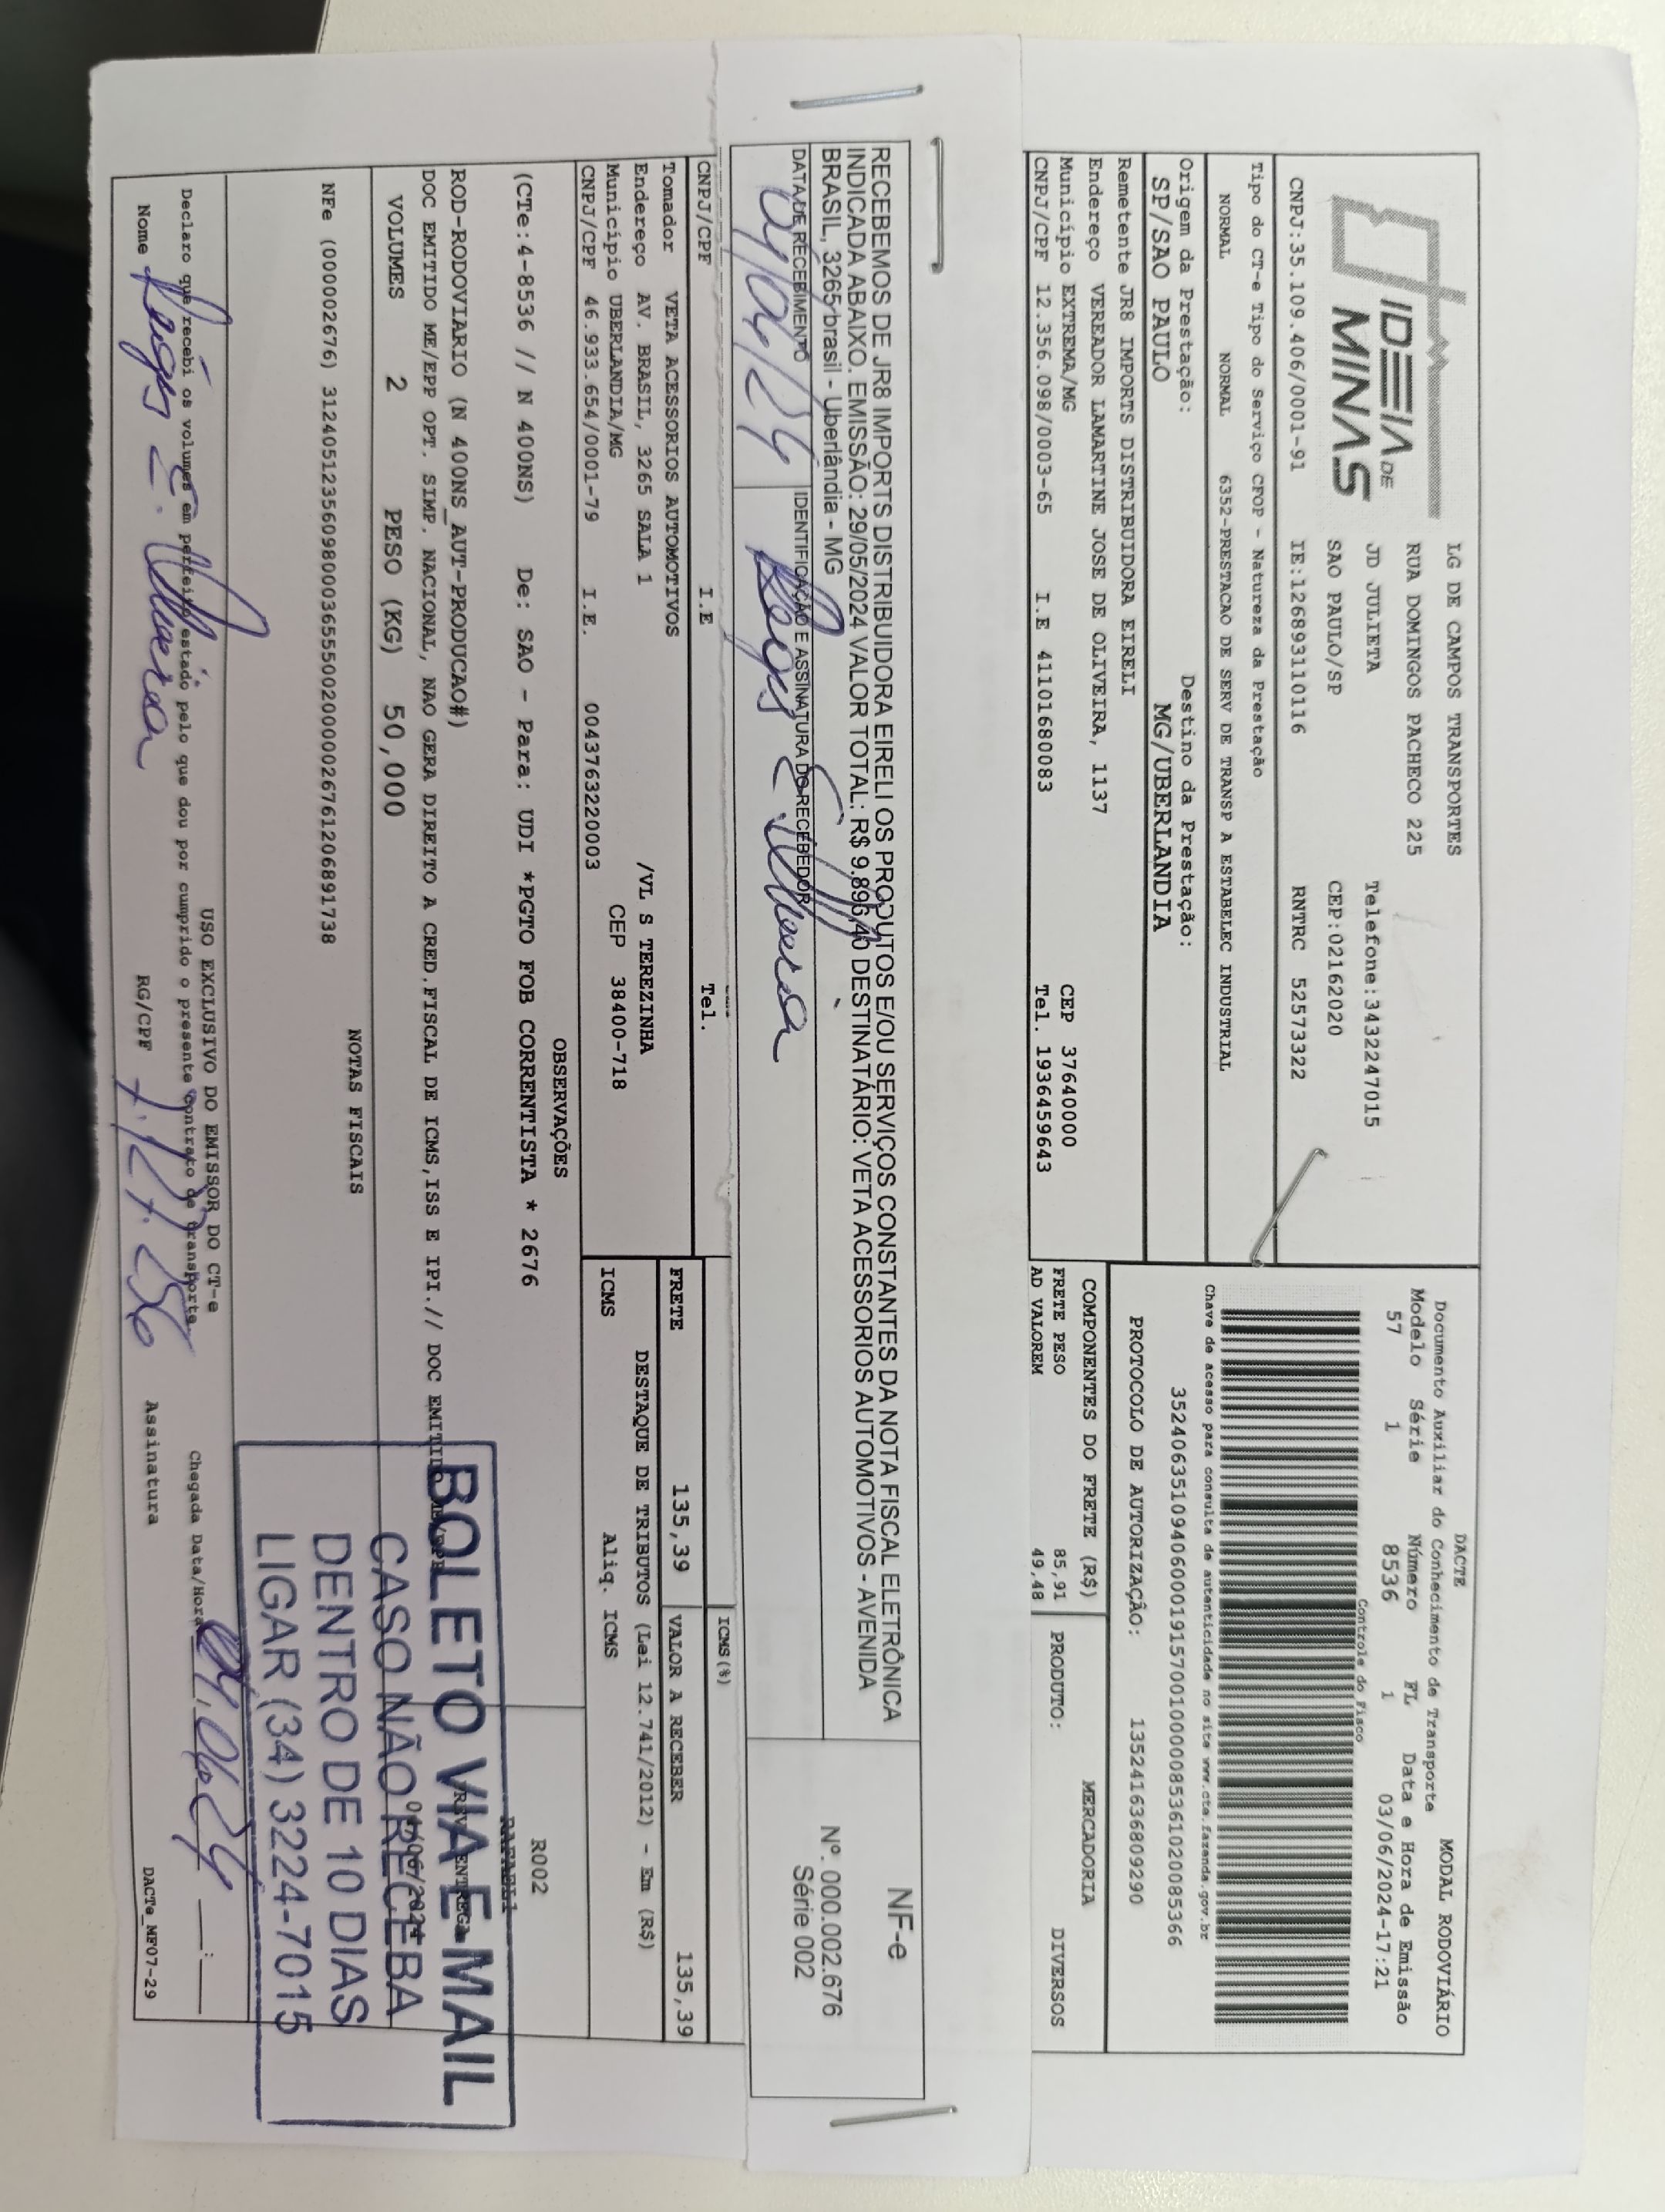 IDEIA DE
MINAS
LG DE CAMPOS TRANSPORTES
RUA DOMINGOS PACHECO 225
JD JULIETA Telefone:3432247015
SAO PAULO/SP CEP:02162020
CNPJ:35.109.406/0001-91 IE:126893110116 RNTRC 52573322
Tipo do CT-e Tipo do Serviço CFOP - Natureza da Prestação
NORMAL NORMAL 6352-PRESTACAO DE SERV DE TRANSP A ESTABELEC INDUSTRIAL
Origem da Prestação: Destino da Prestação:
SP/SAO PAULO MG/UBERLANDIA
Remetente JR8 IMPORTS DISTRIBUIDORA EIRELI
Endereço VEREADOR LAMARTINE JOSE DE OLIVEIRA, 1137
Município EXTREMA/MG CEP 37640000
CNPJ/CPF 12.356.098/0003-65 I.E 41101680083 Tel. 1936459643
DACTE MODAL RODOVIÁRIO
Documento Auxiliar do Conhecimento de Transporte
Modelo Série Número FL Data e Hora de Emissão
57 1 8536 1 03/06/2024-17:21
Controle do Fisco
Chave de acesso para consulta de autenticidade no site www.cte.fazenda.gov.br
35240635109406000191570010000085361020085366
PROTOCOLO DE AUTORIZAÇÃO: 135241636809290
COMPONENTES DO FRETE (R$) MERCADORIA
FRETE PESO 85,91 PRODUTO: DIVERSOS
AD VALOREM 49,48
RECEBEMOS DE JR8 IMPORTS DISTRIBUIDORA EIRELI OS PRODUTOS E/OU SERVIÇOS CONSTANTES DA NOTA FISCAL ELETRÔNICA
INDICADA ABAIXO. EMISSÃO: 29/05/2024 VALOR TOTAL: R$ 9.896,40 DESTINATÁRIO: VETA ACESSORIOS AUTOMOTIVOS - AVENIDA
BRASIL, 3265 brasil - Uberlândia - MG
DATA DE RECEBIMENTO IDENTIFICAÇÃO E ASSINATURA DO RECEBEDOR
04/06/24
NF-e
Nº. 000.002.676
Série 002
CNPJ/CPF I.E Tel. ICMS(%)
Tomador VETA ACESSORIOS AUTOMOTIVOS
Endereço AV. BRASIL, 3265 SALA 1 /VL S TEREZINHA
Município UBERLANDIA/MG CEP 38400-718
CNPJ/CPF 46.933.654/0001-79 I.E. 0043763220003
FRETE 135,39 VALOR A RECEBER 135,39
DESTAQUE DE TRIBUTOS (Lei 12.741/2012) - Em (R$)
ICMS Aliq. ICMS
OBSERVAÇÕES
(CTe:4-8536 // N 400NS) De: SAO - Para: UDI *PGTO FOB CORRENTISTA * 2676
R002
ROD-RODOVIARIO (N 400NS_AUT-PRODUCAO#)
DOC EMITIDO ME/EPP OPT. SIMP. NACIONAL, NAO GERA DIREITO A CRED.FISCAL DE ICMS,ISS E IPI.// DOC EMITIDO ME/EPP
VOLUMES 2 PESO (KG) 50,000
04/06/2024
NOTAS FISCAIS
NFe (000002676) 31240512356098000365550020000026761206891738
BOLETO VIA E-MAIL
CASO NÃO RECEBA
DENTRO DE 10 DIAS
LIGAR (34) 3224-7015
USO EXCLUSIVO DO EMISSOR DO CT-e
Declaro que recebi os volumes em perfeito estado pelo que dou por cumprido o presente contrato de transporte
Chegada Data/Hora 04.06.24 :
Nome RG/CPF Assinatura
DACTe_MF07-29